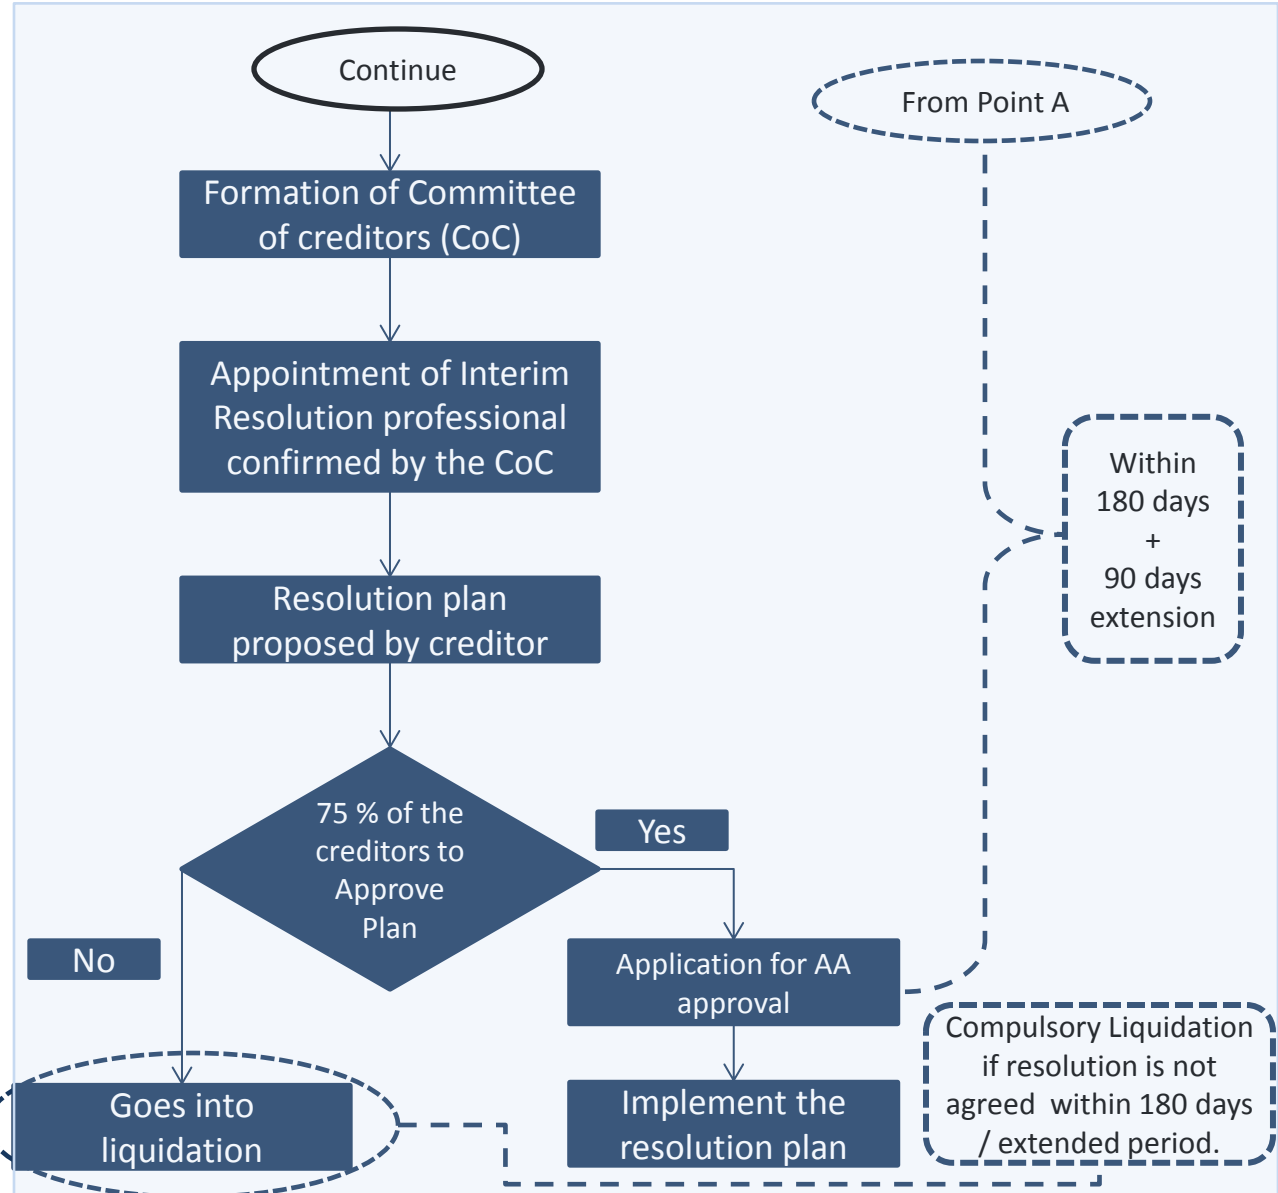 Continue
From Point A
Formation of Committee
of creditors (CoC)
Appointment of Interim
Resolution professional
confirmed by the CoC
Within
180 days
+
90 days
extension
Resolution plan
proposed by creditor
75 % of the
creditors to
Approve
Plan
Yes
No
Application for AA
approval
Compulsory Liquidation
if resolution is not
agreed within 180 days
/ extended period.
Goes into
liquidation
Implement the
resolution plan